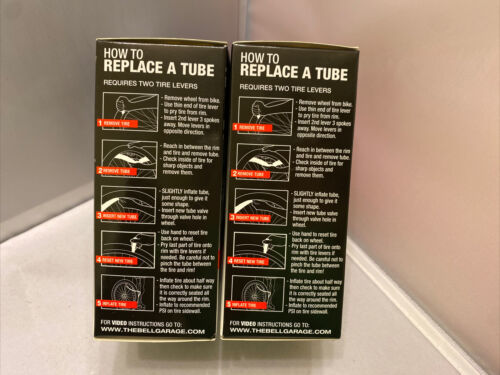 HOW TO
REPLACE A TUBE
REQUIRES TWO TIRE LEVERS
1 REMOVE TIRE
- Remove wheel from bike.
- Use thin end of tire lever
to pry tire from rim.
- Insert 2nd lever 3 spokes
away. Move levers in
opposite direction.
2 REMOVE TUBE
- Reach in between the rim
and tire and remove tube.
- Check inside of tire for
sharp objects and
remove them.
3 INSERT NEW TUBE
- SLIGHTLY inflate tube,
just enough to give it
some shape.
- Insert new tube valve
through valve hole in
wheel.
4 RESET NEW TIRE
- Use hand to reset tire
back on wheel.
- Pry last part of tire onto
rim with tire levers if
needed. Be careful not to
pinch the tube between
the tire and rim!
5 INFLATE TIRE
- Inflate tire about half way
then check to make sure
it is correctly seated all
the way around the rim.
- Inflate to recommended
PSI on tire sidewall.
FOR VIDEO INSTRUCTIONS GO TO:
WWW.THEBELLGARAGE.COM
HOW TO
REPLACE A TUBE
REQUIRES TWO TIRE LEVERS
1 REMOVE TIRE
- Remove wheel from bike.
- Use thin end of tire lever
to pry tire from rim.
- Insert 2nd lever 3 spokes
away. Move levers in
opposite direction.
2 REMOVE TUBE
- Reach in between the rim
and tire and remove tube.
- Check inside of tire for
sharp objects and
remove them.
3 INSERT NEW TUBE
- SLIGHTLY inflate tube,
just enough to give it
some shape.
- Insert new tube valve
through valve hole in
wheel.
4 RESET NEW TIRE
- Use hand to reset tire
back on wheel.
- Pry last part of tire onto
rim with tire levers if
needed. Be careful not to
pinch the tube between
the tire and rim!
5 INFLATE TIRE
- Inflate tire about half way
then check to make sure
it is correctly seated all
the way around the rim.
- Inflate to recommended
PSI on tire sidewall.
FOR VIDEO INSTRUCTIONS GO TO:
WWW.THEBELLGARAGE.COM